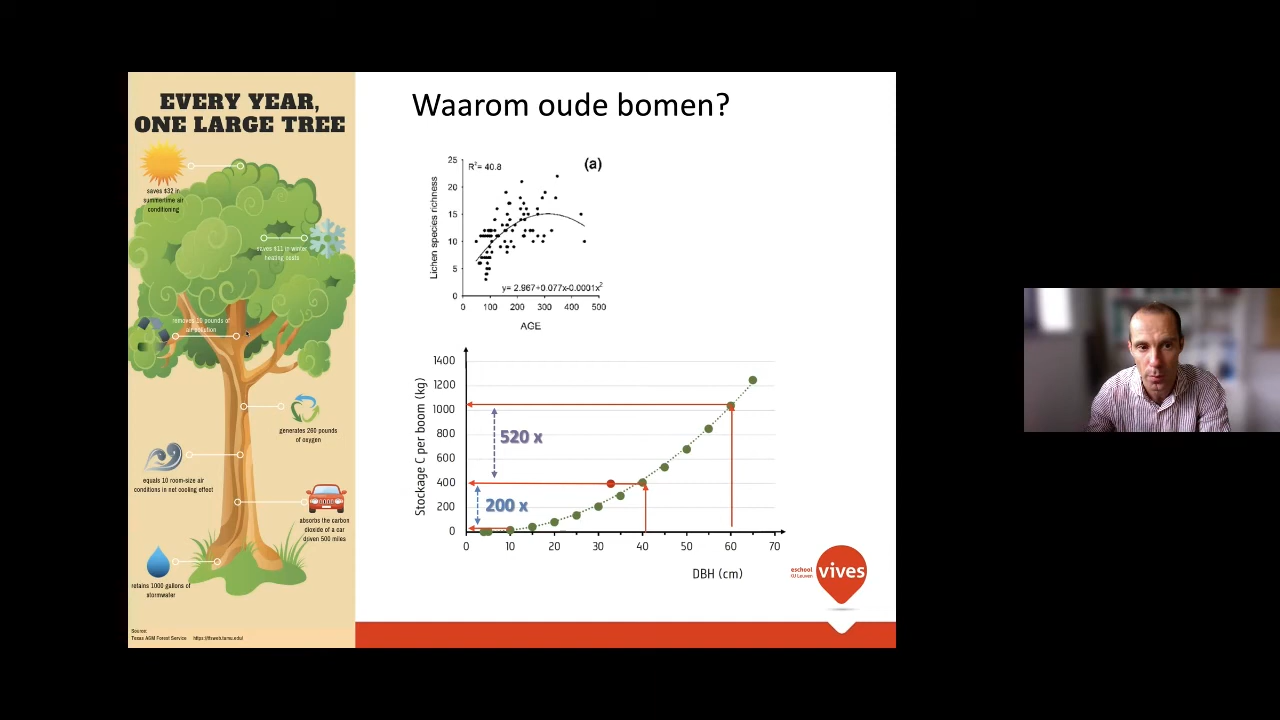 EVERY YEAR,
ONE LARGE TREE
saves $32 in
summertime air
conditioning
saves $11 in winter
heating costs
removes 10 pounds of
air pollution
generates 260 pounds
of oxygen
equals 10 room-size air
conditions in net cooling effect
absorbs the carbon
dioxide of a car
driven 500 miles
retains 1000 gallons of
stormwater
Source:
Texas A&M Forest Service https://tfsweb.tamu.edu/
Waarom oude bomen?
(a)
R²= 40.8
Lichen species richness
25
20
15
10
5
0
y= 2.967+0.077x-0.0001x²
0 100 200 300 400 500
AGE
Stockage C per boom (kg)
1400
1200
1000
800
600
400
200
0
520 x
200 x
0 10 20 30 40 50 60 70
DBH (cm)
vives